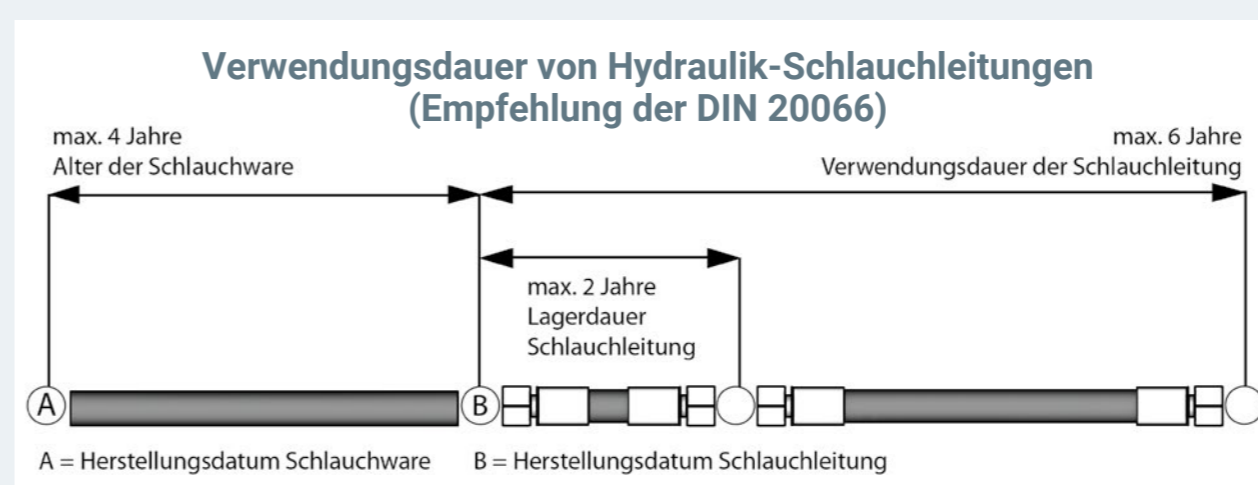 Verwendungsdauer von Hydraulik-Schlauchleitungen
(Empfehlung der DIN 20066)
max. 4 Jahre
Alter der Schlauchware
max. 6 Jahre
Verwendungsdauer der Schlauchleitung
max. 2 Jahre
Lagerdauer
Schlauchleitung
A
B
A = Herstellungsdatum Schlauchware
B = Herstellungsdatum Schlauchleitung